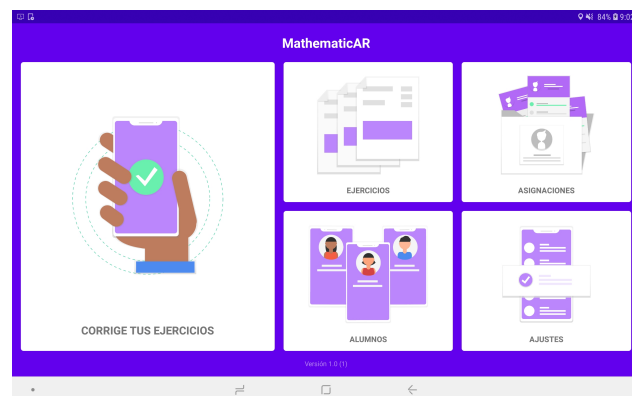 84% 9:02
MathematicAR
CORRIGE TUS EJERCICIOS
EJERCICIOS
ASIGNACIONES
ALUMNOS
AJUSTES
Versión 1.0 (1)